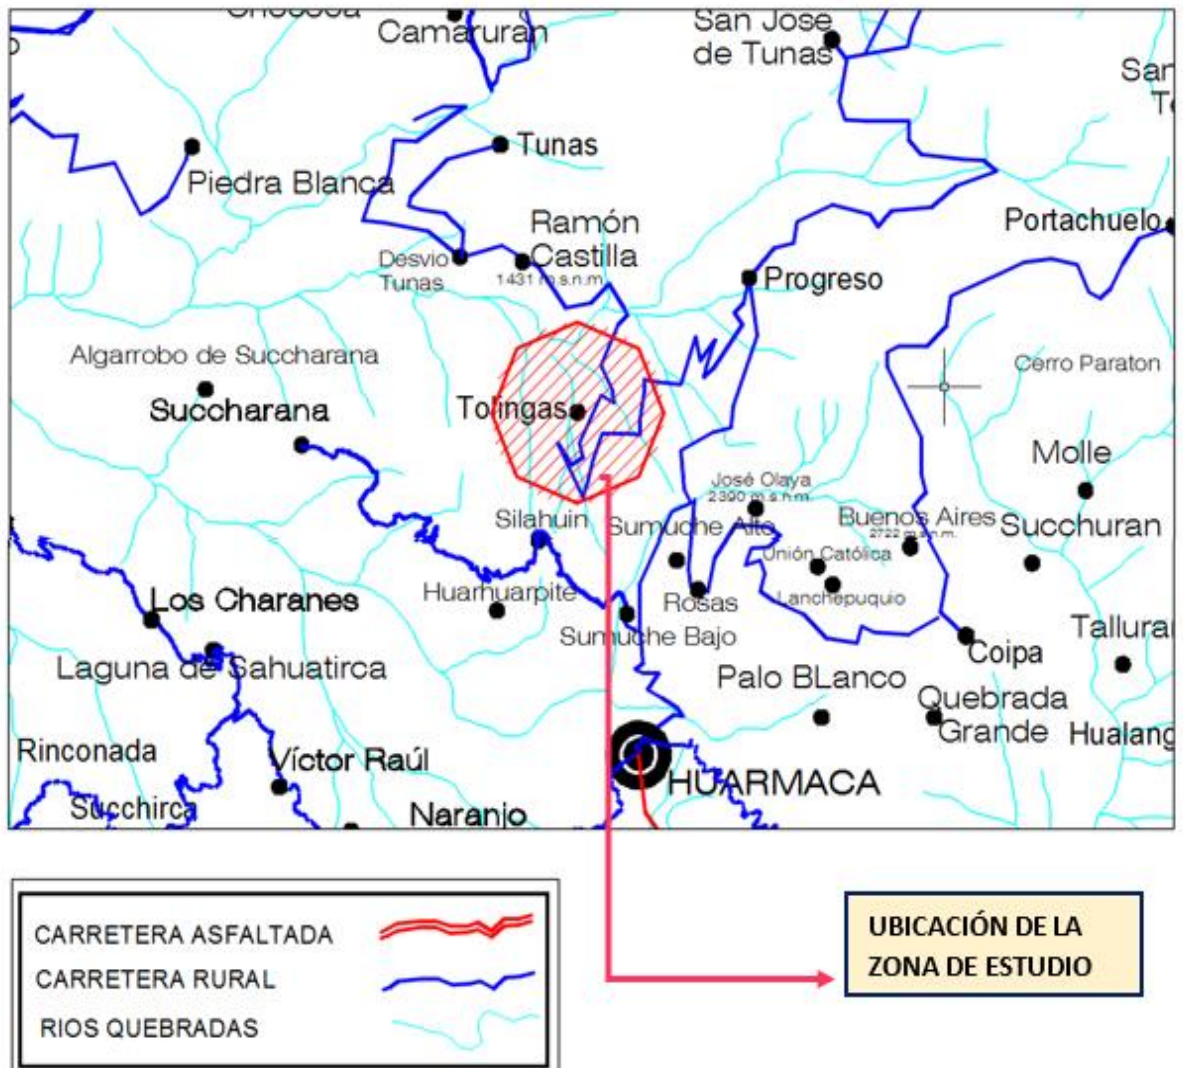 Camaruran
San Jose
de Tunas
San
Tunas
Piedra Blanca
Ramón
Castilla
1431 m.s.n.m.
Portachuelo
Desvio
Tunas
Progreso
Algarrobo de Succharana
Cerro Paraton
Succharana
Tolingas
Molle
José Olaya
2390 m.s.n.m.
Silahuin
Sumuche Alto
Buenos Aires
2722 m.s.n.m.
Succhuran
Unión Católica
Huarhuarpite
Lanchepuquio
Los Charanes
Rosas
Sumuche Bajo
Talluran
Coipa
Laguna de Sahuatirca
Palo BLanco
Quebrada
Grande
Hualang
Rinconada
Víctor Raúl
HUARMACA
Succhirca
Naranjo
CARRETERA ASFALTADA
CARRETERA RURAL
RIOS QUEBRADAS
UBICACIÓN DE LA
ZONA DE ESTUDIO